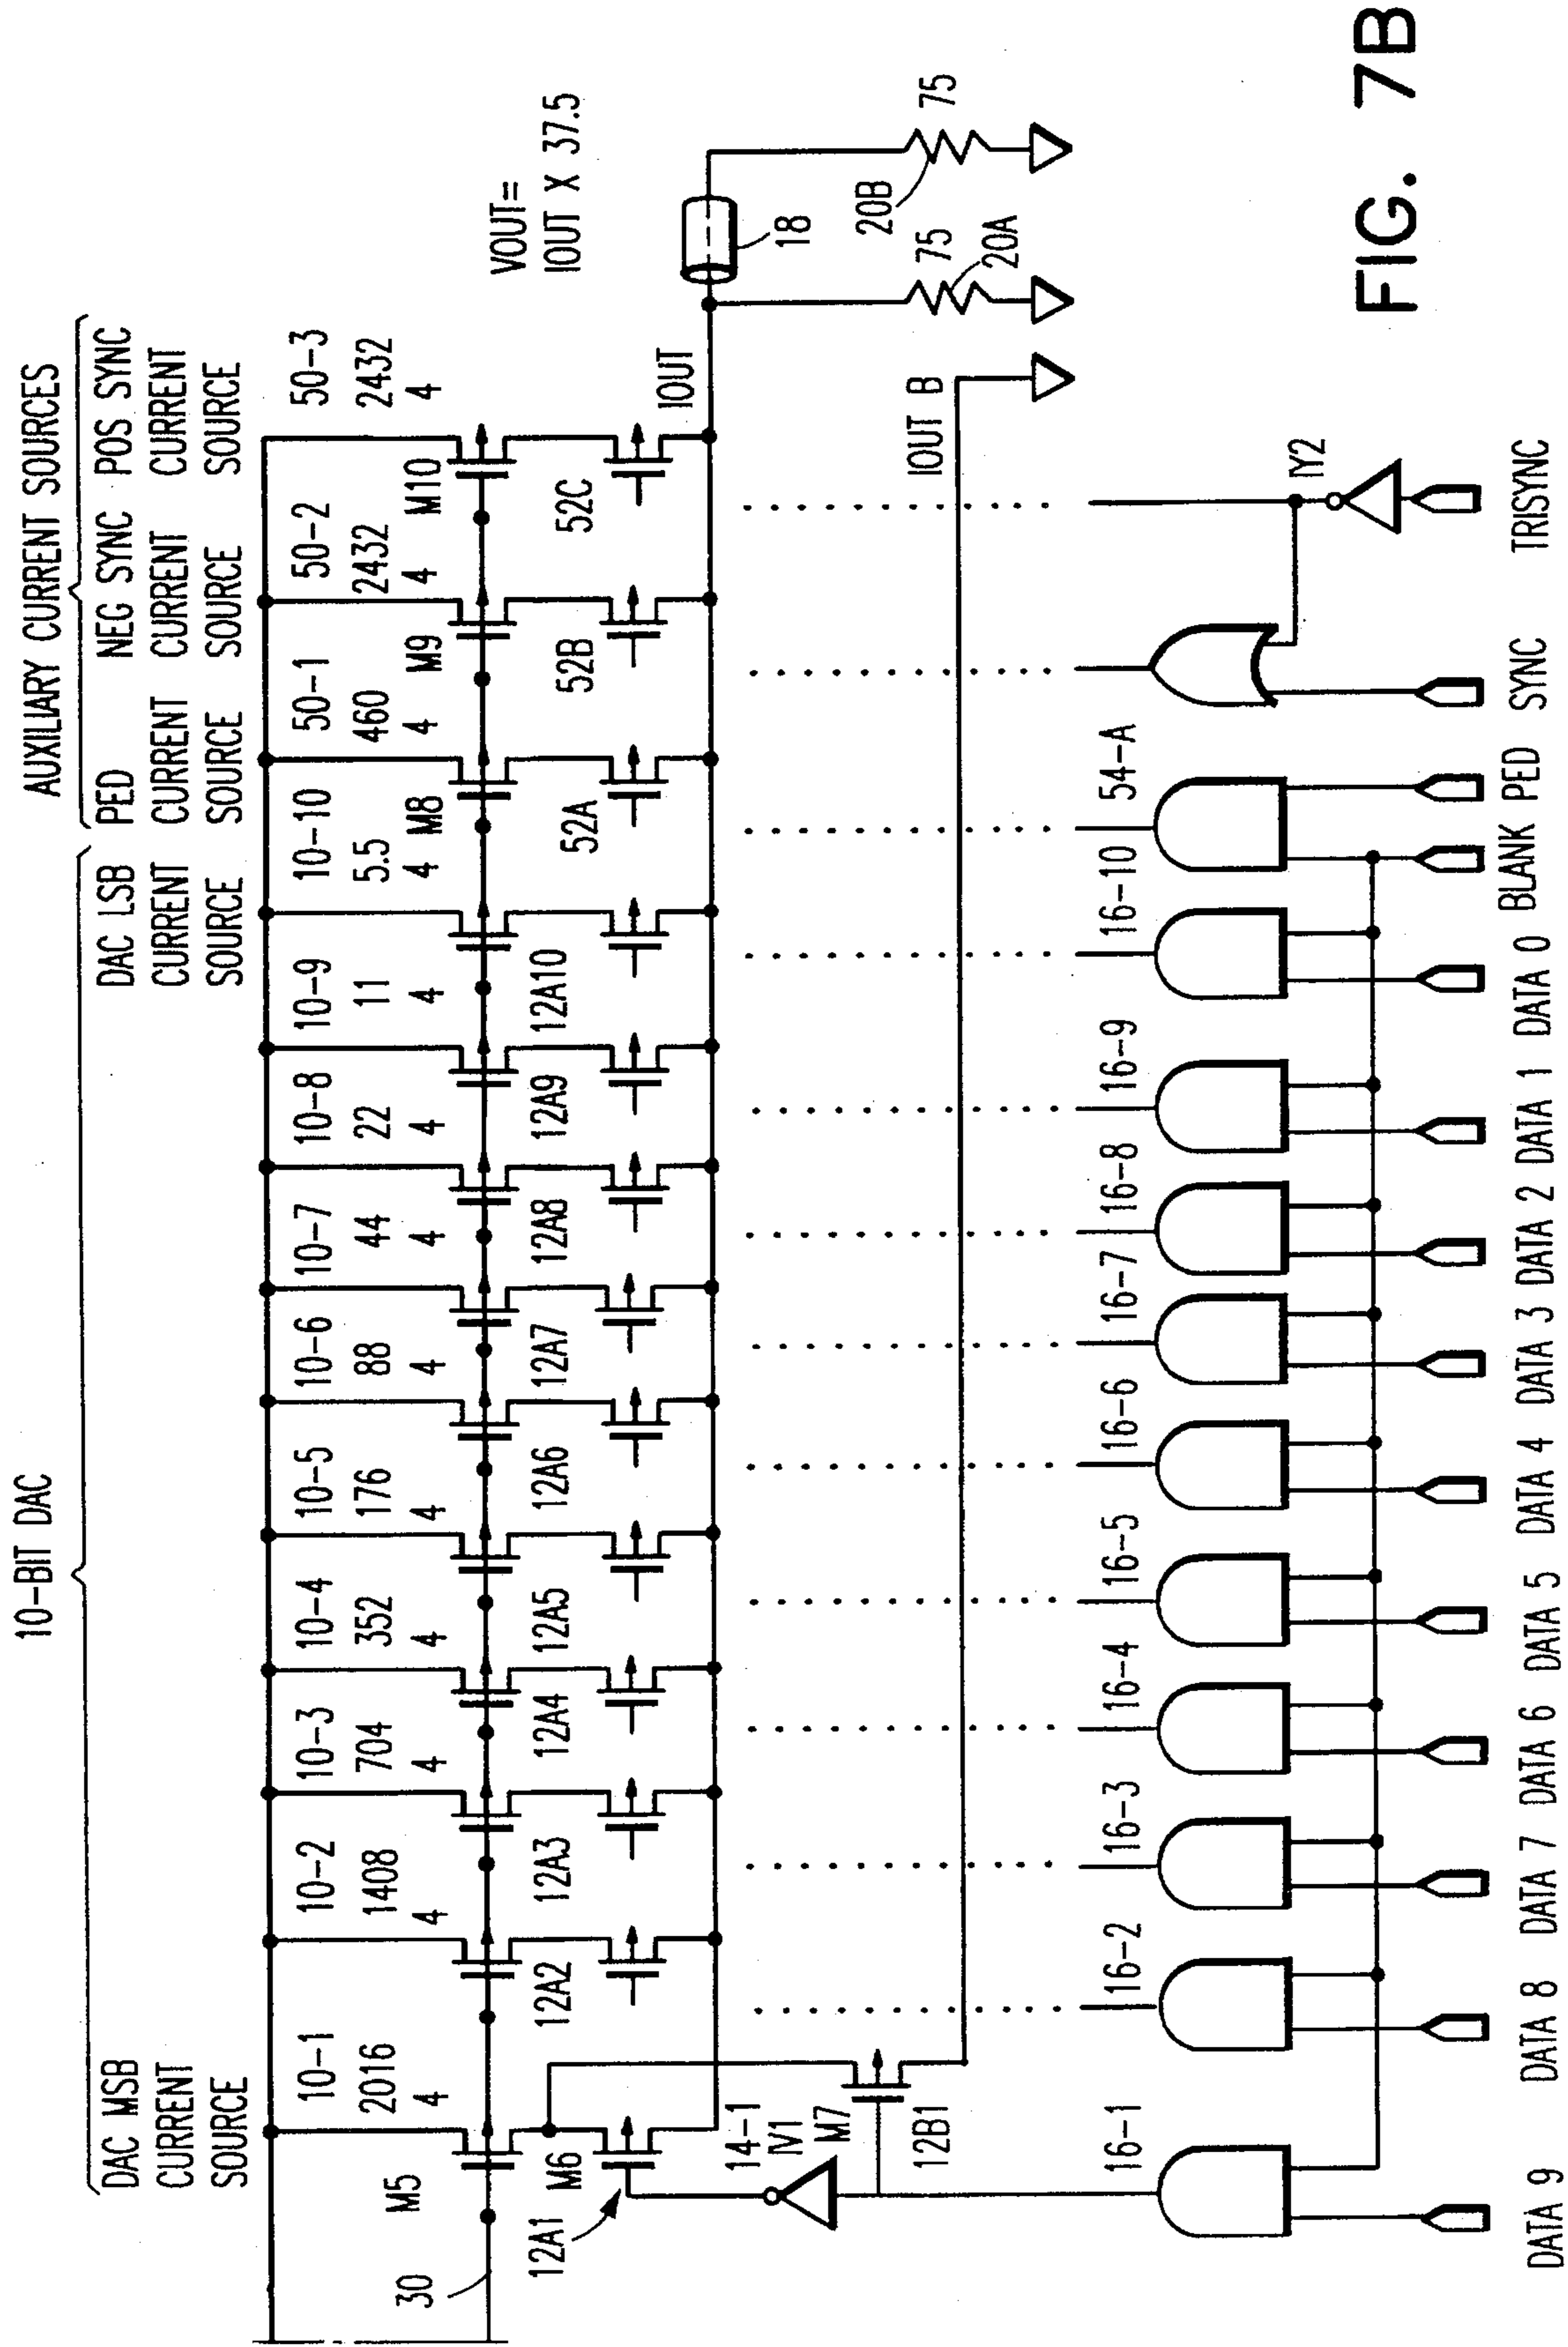 10-BIT DAC
AUXILIARY CURRENT SOURCES
DAC MSB CURRENT SOURCE
DAC LSB CURRENT SOURCE
PED CURRENT SOURCE
NEG SYNC CURRENT SOURCE
POS SYNC CURRENT SOURCE
10-1
2016
4
10-2
1408
4
10-3
704
4
10-4
352
4
10-5
176
4
10-6
88
4
10-7
44
4
10-8
22
4
10-9
11
4
10-10
5.5
4
50-1
460
4
50-2
2432
4
50-3
2432
4
VOUT=
IOUT X 37.5
30
M5
M8
M9
M10
12A1
M6
12A2
12A3
12A4
12A5
12A6
12A7
12A8
12A9
12A10
52A
52B
52C
IOUT
18
14-1
IV1
M7
12B1
IOUT B
75
20A
20B
75
16-1
16-2
16-3
16-4
16-5
16-6
16-7
16-8
16-9
16-10
54-A
IY2
DATA 9
DATA 8
DATA 7
DATA 6
DATA 5
DATA 4
DATA 3
DATA 2
DATA 1
DATA 0
BLANK
PED
SYNC
TRISYNC
FIG. 7B